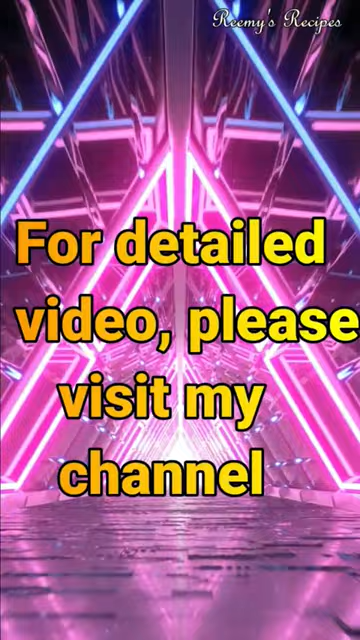 Reemy's Recipes
For detailed
video, please
visit my
channel